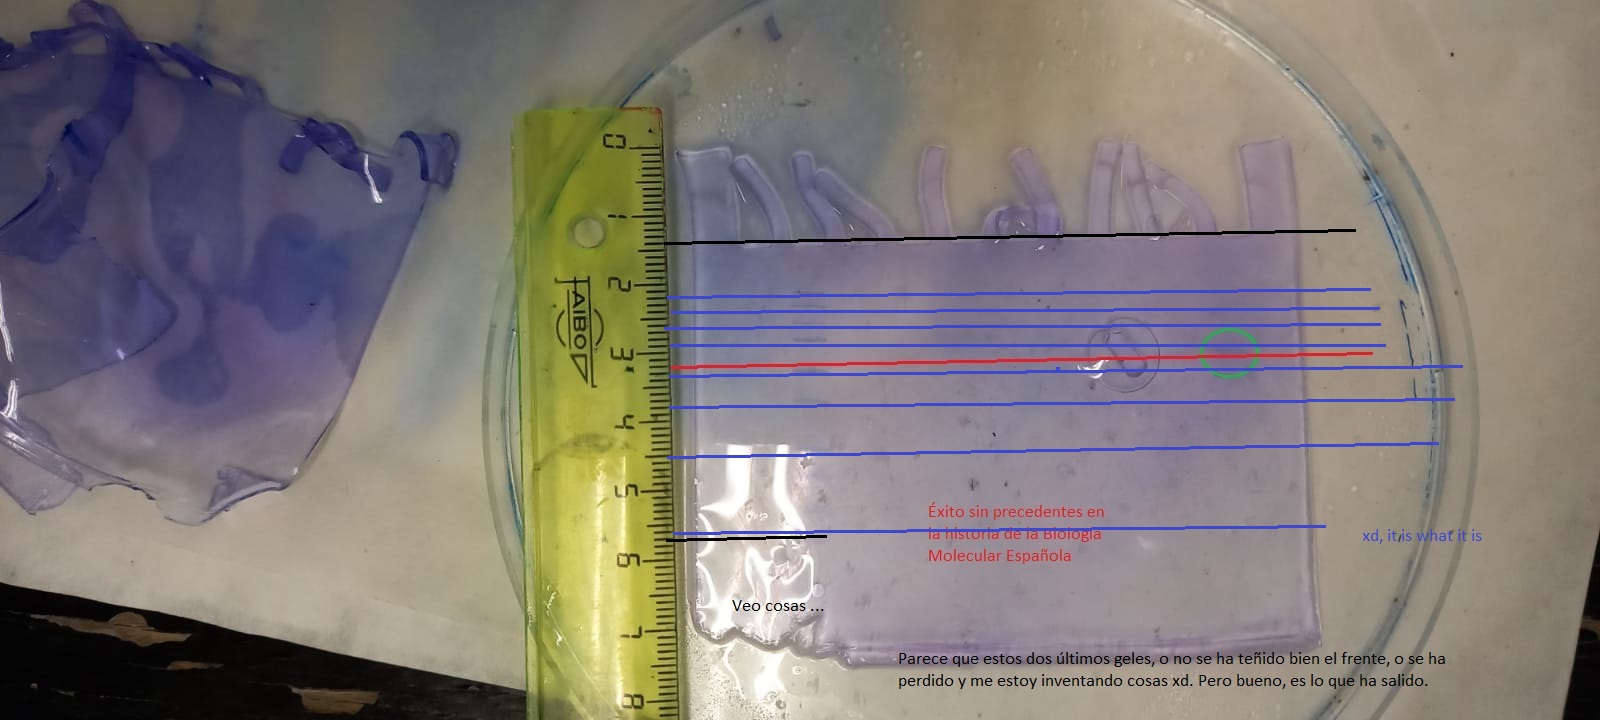 0
1
2
TAIBO
3
4
5
Éxito sin precedentes en
la historia de la Biología
Molecular Española
xd, it is what it is
6
Veo cosas ...
7
Parece que estos dos últimos geles, o no se ha teñido bien el frente, o se ha
perdido y me estoy inventando cosas xd. Pero bueno, es lo que ha salido.
8